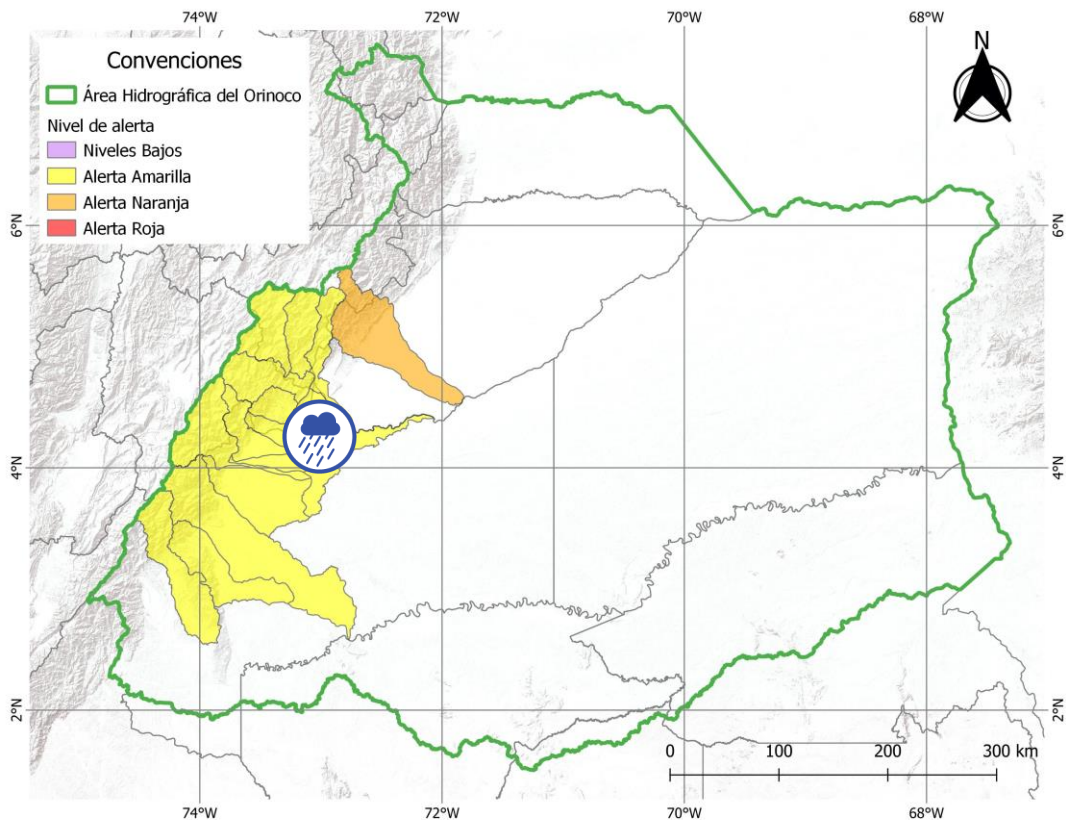 74°W 72°W 70°W 68°W
Convenciones
Área Hidrográfica del Orinoco
Nivel de alerta
Niveles Bajos
Alerta Amarilla
Alerta Naranja
Alerta Roja
N
6°N 6°N
4°N 4°N
2°N 2°N
0 100 200 300 km
74°W 72°W 70°W 68°W